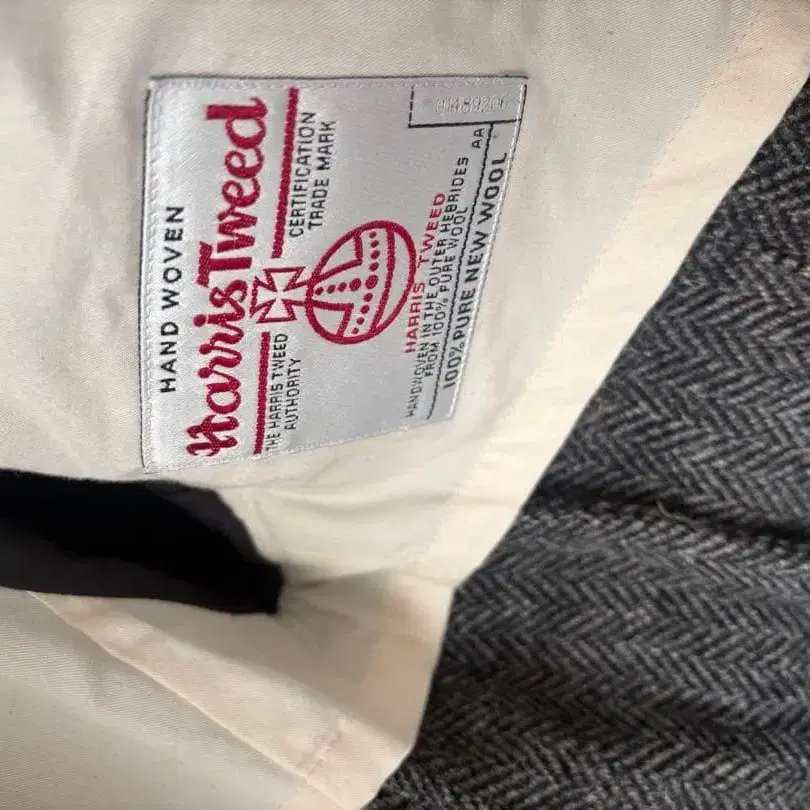 HAND WOVEN
Harris Tweed
THE HARRIS TWEED
AUTHORITY
CERTIFICATION
TRADE MARK
HARRIS TWEED
HANDWOVEN IN THE OUTER HEBRIDES
FROM 100% PURE WOOL
AA
100% PURE NEW WOOL